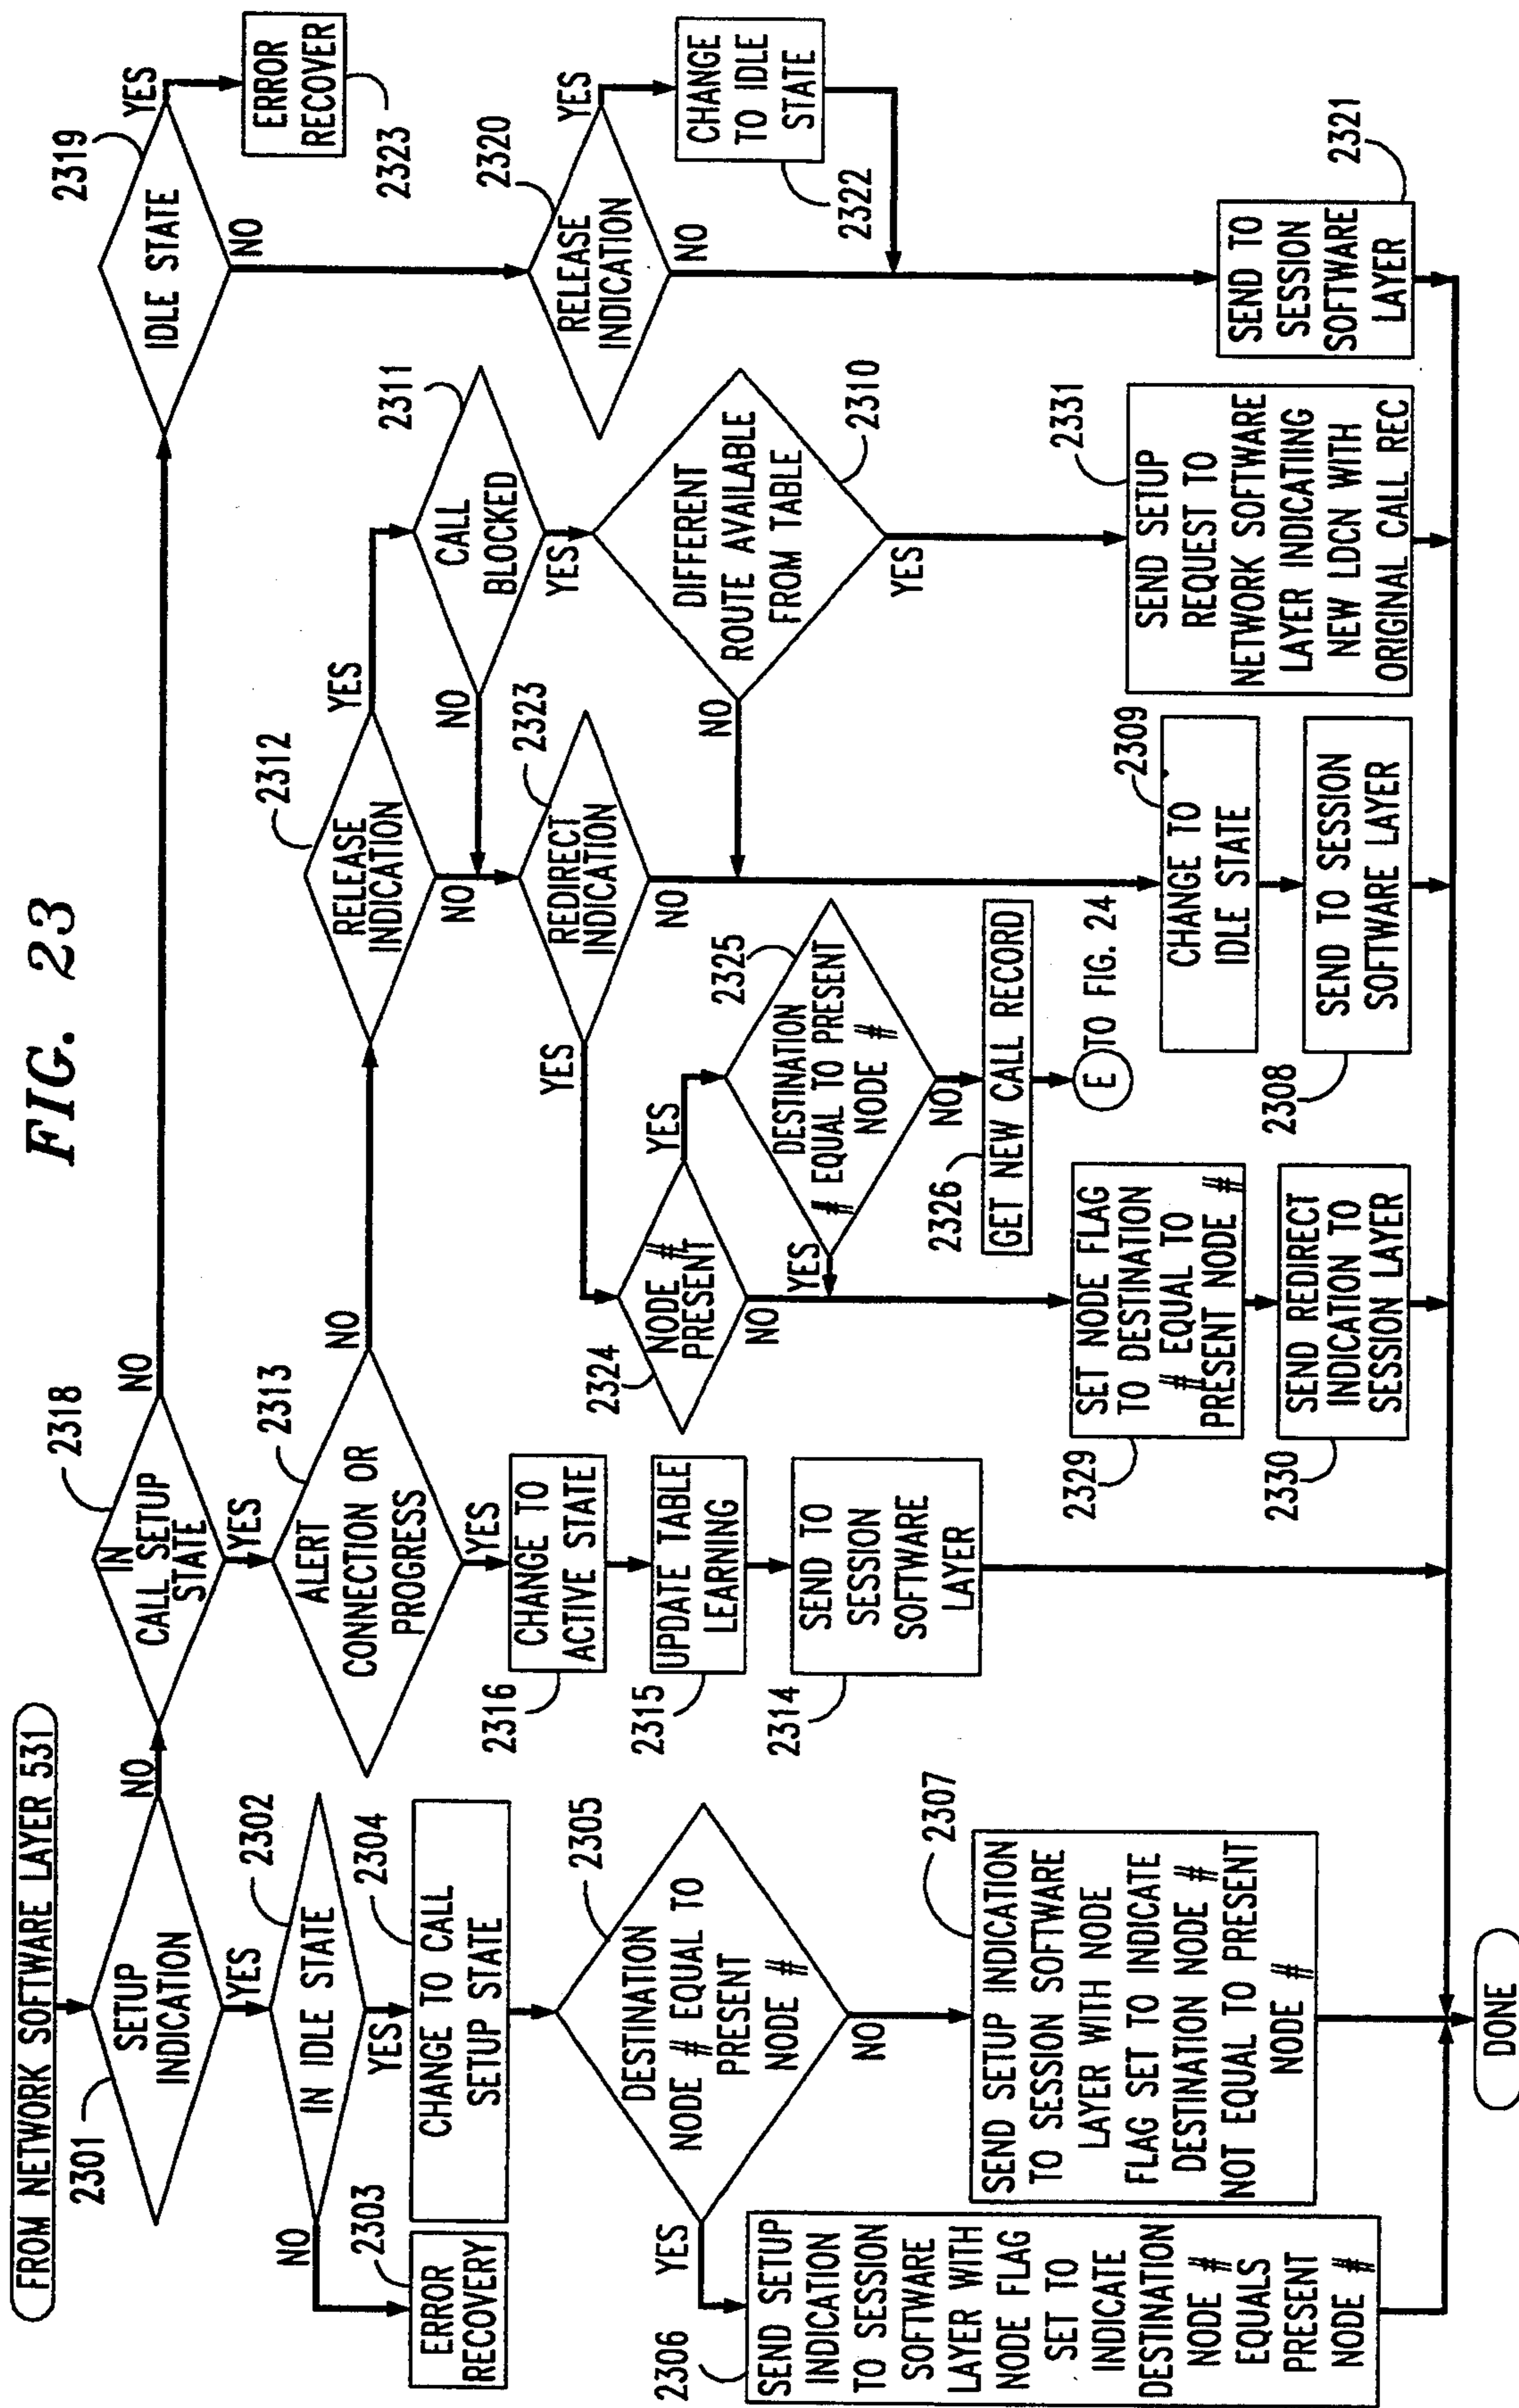 FIG. 23
FROM NETWORK SOFTWARE LAYER 531
2301
SETUP
INDICATION
NO
YES
2302
IN IDLE STATE
NO
YES
2303
ERROR
RECOVERY
2304
CHANGE TO CALL
SETUP STATE
2305
DESTINATION
NODE # EQUAL TO
PRESENT
NODE #
YES
NO
2306
SEND SETUP
INDICATION
TO SESSION
SOFTWARE
LAYER WITH
NODE FLAG
SET TO
INDICATE
DESTINATION
NODE #
EQUALS
PRESENT
NODE #
2307
SEND SETUP INDICATION
TO SESSION SOFTWARE
LAYER WITH NODE
FLAG SET TO INDICATE
DESTINATION NODE #
NOT EQUAL TO PRESENT
NODE #
2318
IN
CALL SETUP
STATE
NO
YES
2313
ALERT
CONNECTION OR
PROGRESS
NO
YES
2316
CHANGE TO
ACTIVE STATE
2315
UPDATE TABLE
LEARNING
2314
SEND TO
SESSION
SOFTWARE
LAYER
2312
RELEASE
INDICATION
YES
NO
2311
CALL
BLOCKED
NO
YES
2323
REDIRECT
INDICATION
YES
NO
2310
DIFFERENT
ROUTE AVAILABLE
FROM TABLE
NO
YES
2324
NODE #
PRESENT
YES
NO
2325
DESTINATION
# EQUAL TO PRESENT
NODE #
YES
NO
2326
GET NEW CALL RECORD
E
TO FIG. 24
2329
SET NODE FLAG
TO DESTINATION
# EQUAL TO
PRESENT NODE #
2330
SEND REDIRECT
INDICATION TO
SESSION LAYER
2309
CHANGE TO
IDLE STATE
2308
SEND TO SESSION
SOFTWARE LAYER
2331
SEND SETUP
REQUEST TO
NETWORK SOFTWARE
LAYER INDICATIING
NEW LDCN WITH
ORIGINAL CALL REC
2319
IDLE STATE
YES
NO
ERROR
RECOVER
2323
2320
RELEASE
INDICATION
YES
NO
CHANGE
TO IDLE
STATE
2322
2321
SEND TO
SESSION
SOFTWARE
LAYER
DONE